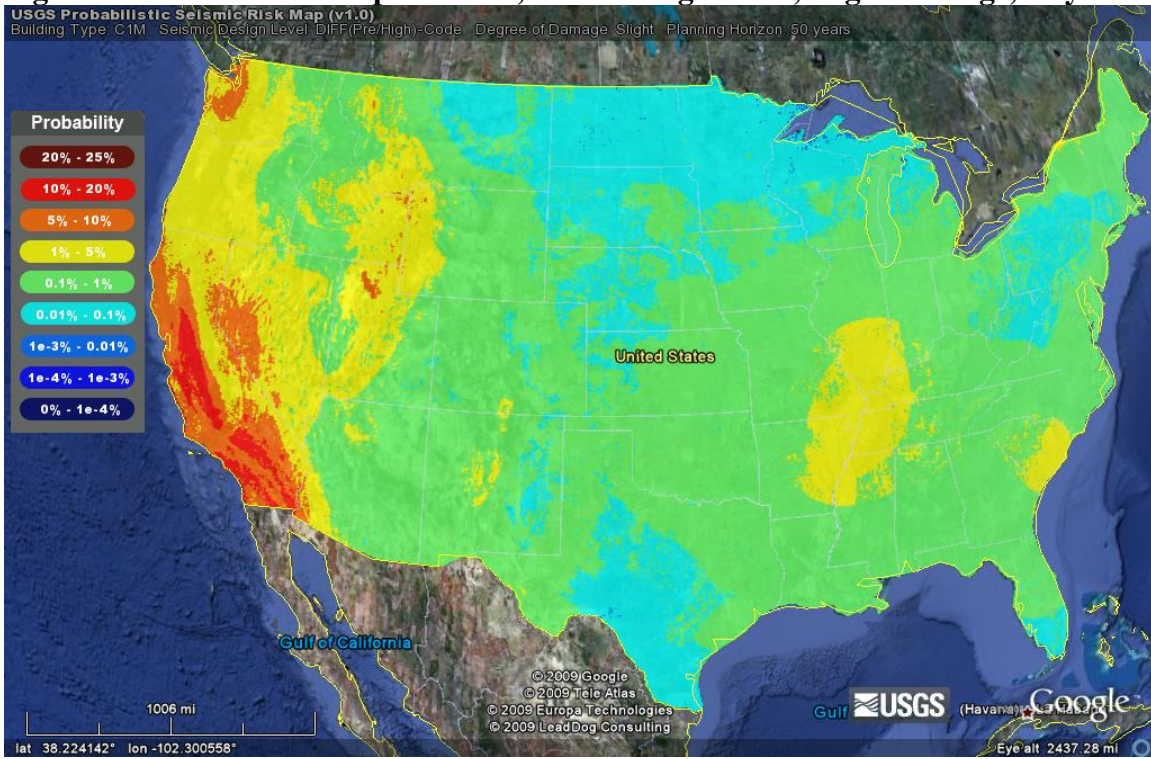 USGS Probabilistic Seismic Risk Map (v1.0)
Building Type: C1M Seismic Design Level: DIFF(Pre/High)-Code Degree of Damage: Slight Planning Horizon: 50 years
Probability
20% - 25%
10% - 20%
5% - 10%
1% - 5%
0.1% - 1%
0.01% - 0.1%
1e-3% - 0.01%
1e-4% - 1e-3%
0% - 1e-4%
United States
Gulf of California
© 2009 Google
© 2009 Tele Atlas
© 2009 Europa Technologies
© 2009 LeadDog Consulting
1006 mi
Gulf
USGS
Google
lat 38.224142° lon -102.300558°
Eye alt 2437.28 mi